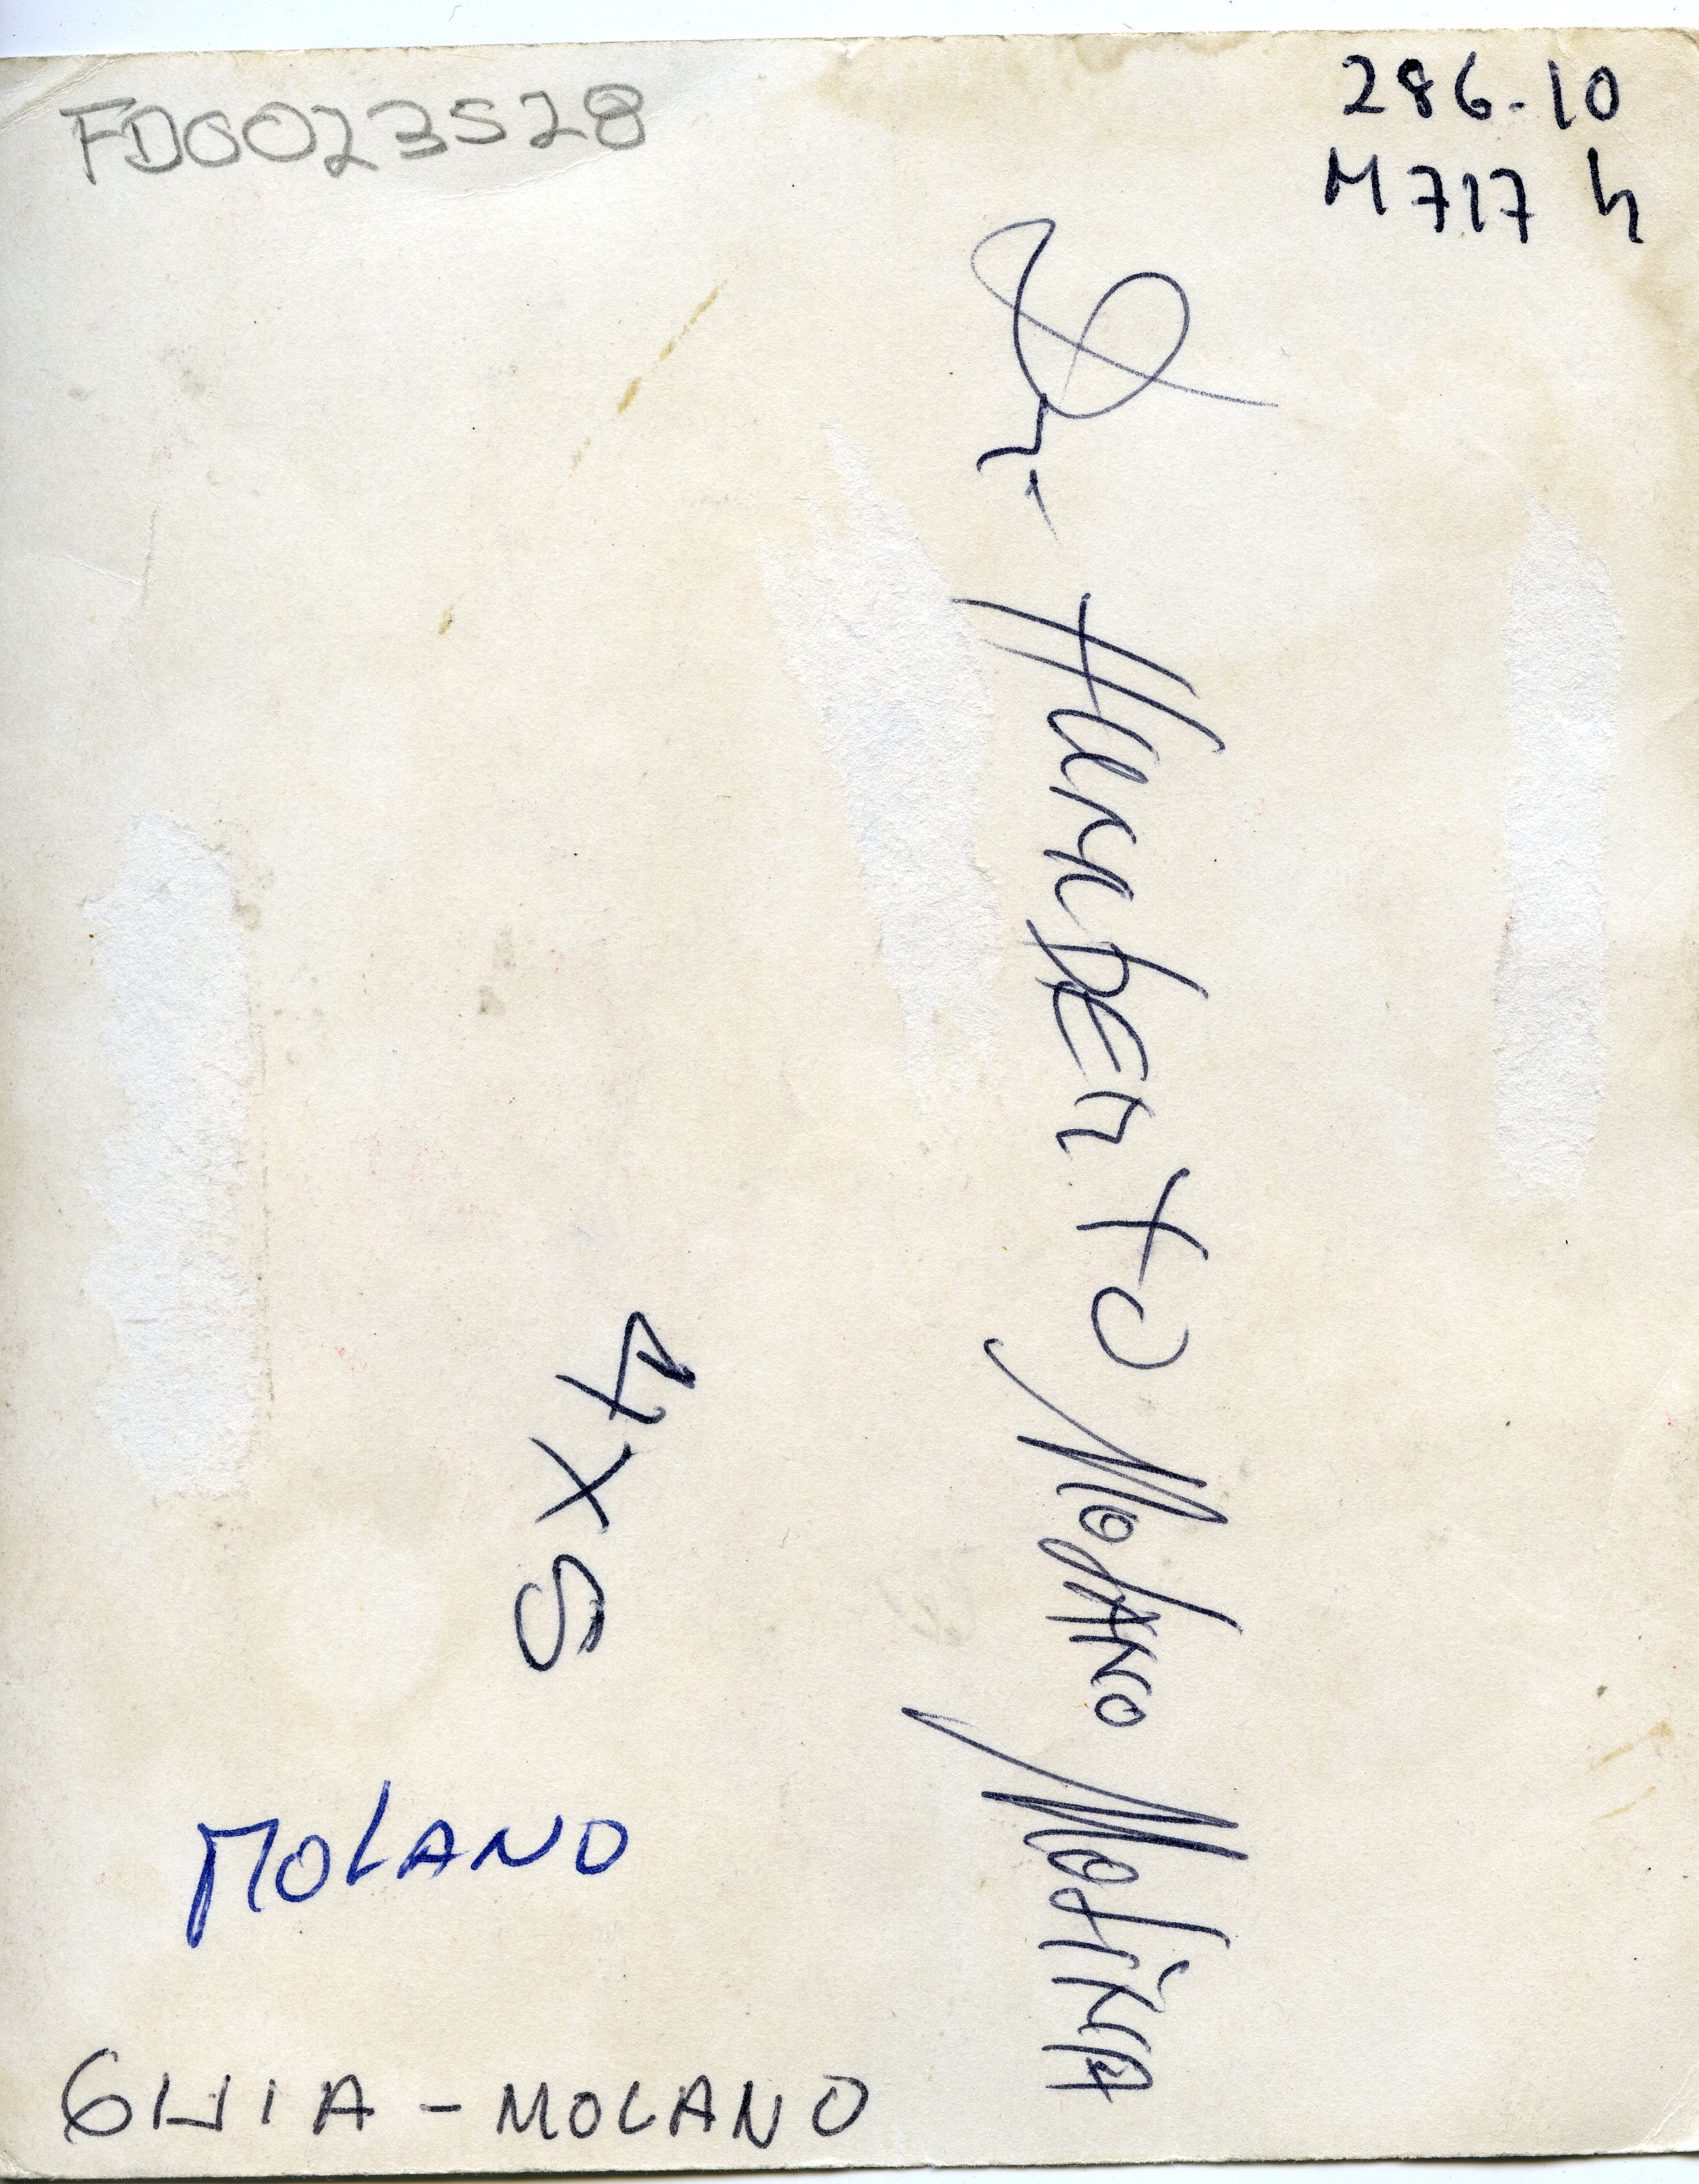 FD0023528
286-10
M717 h
Dr. Humberto Molano Molina
4x5
MOLANO
GUIA - MOLANO